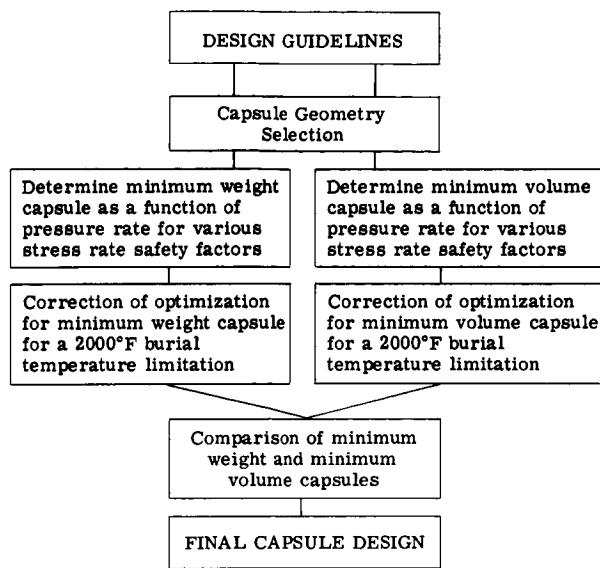 DESIGN GUIDELINES
Capsule Geometry
Selection
Determine minimum weight
capsule as a function of
pressure rate for various
stress rate safety factors
Determine minimum volume
capsule as a function of
pressure rate for various
stress rate safety factors
Correction of optimization
for minimum weight capsule
for a 2000°F burial
temperature limitation
Correction of optimization
for minimum volume capsule
for a 2000°F burial
temperature limitation
Comparison of minimum
weight and minimum
volume capsules
FINAL CAPSULE DESIGN